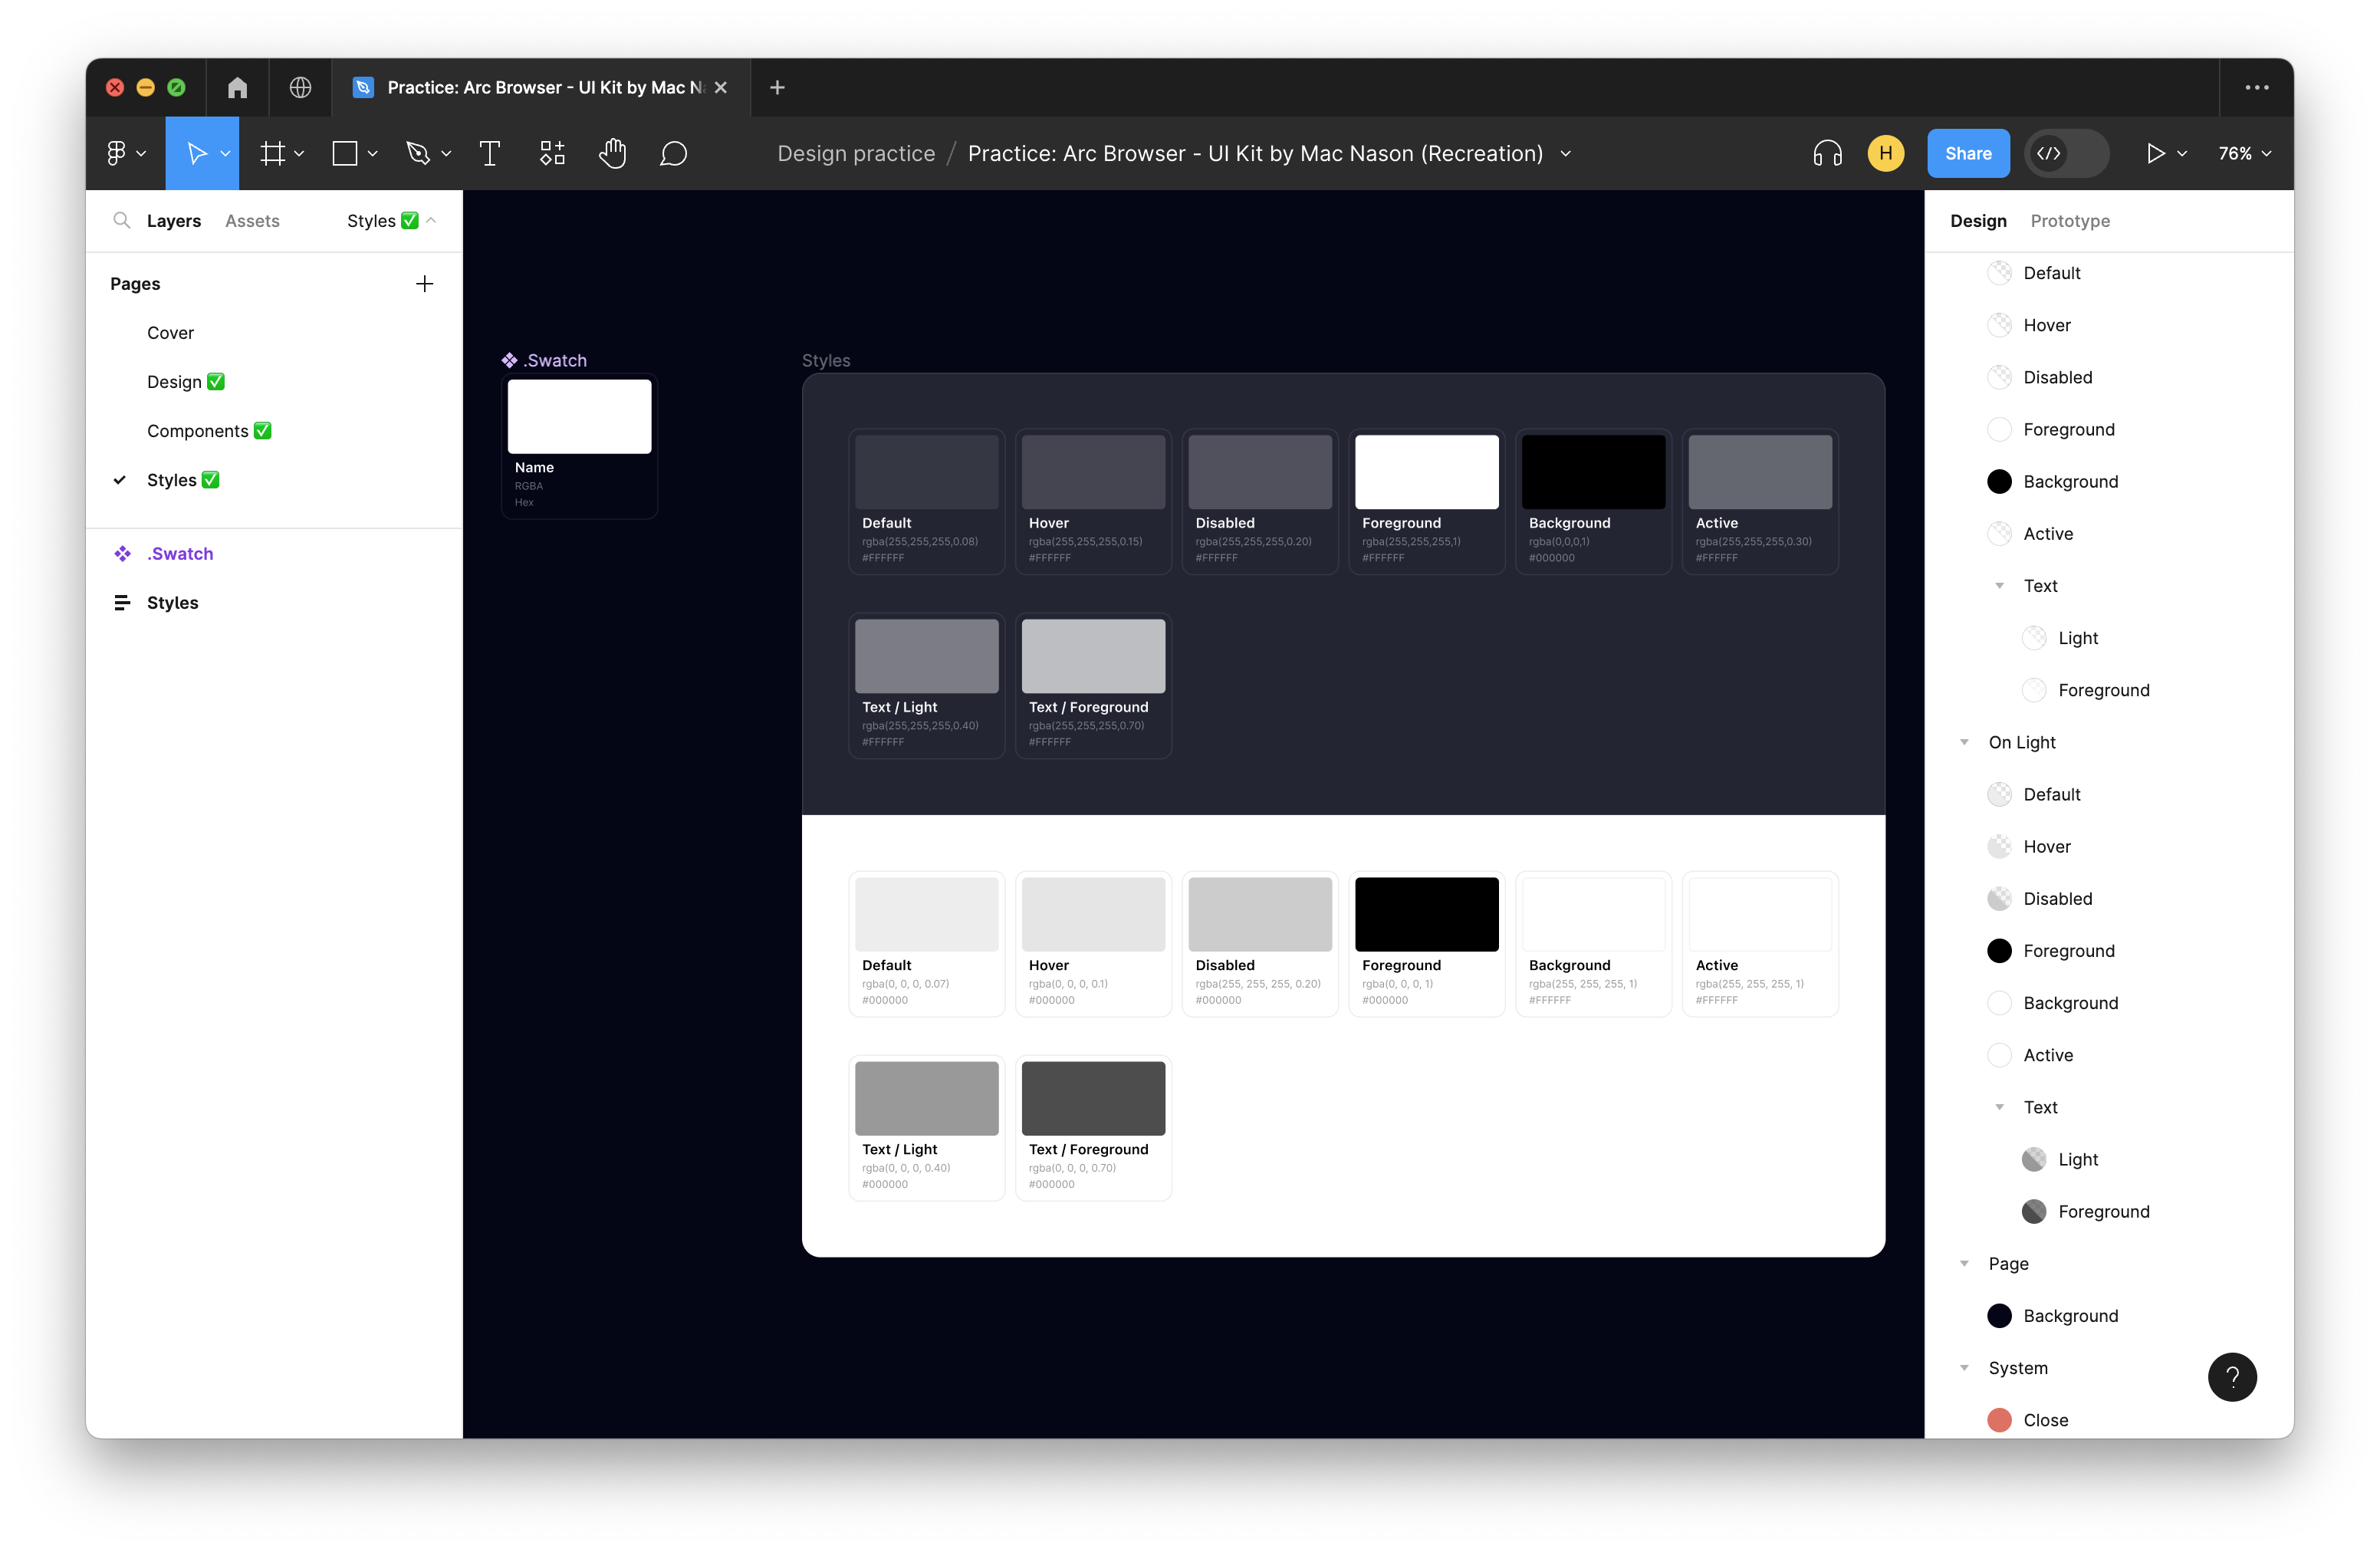 Practice: Arc Browser - UI Kit by Mac N
Design practice / Practice: Arc Browser - UI Kit by Mac Nason (Recreation)
H
Share
76%
Layers
Assets
Styles ✅
Pages
Cover
Design ✅
Components ✅
Styles ✅
.Swatch
Styles
.Swatch
Name
RGBA
Hex
Styles
Default
rgba(255,255,255,0.08)
#FFFFFF
Hover
rgba(255,255,255,0.15)
#FFFFFF
Disabled
rgba(255,255,255,0.20)
#FFFFFF
Foreground
rgba(255,255,255,1)
#FFFFFF
Background
rgba(0,0,0,1)
#000000
Active
rgba(255,255,255,0.30)
#FFFFFF
Text / Light
rgba(255,255,255,0.40)
#FFFFFF
Text / Foreground
rgba(255,255,255,0.70)
#FFFFFF
Default
rgba(0, 0, 0, 0.07)
#000000
Hover
rgba(0, 0, 0, 0.1)
#000000
Disabled
rgba(255, 255, 255, 0.20)
#000000
Foreground
rgba(0, 0, 0, 1)
#000000
Background
rgba(255, 255, 255, 1)
#FFFFFF
Active
rgba(255, 255, 255, 1)
#FFFFFF
Text / Light
rgba(0, 0, 0, 0.40)
#000000
Text / Foreground
rgba(0, 0, 0, 0.70)
#000000
Design
Prototype
Default
Hover
Disabled
Foreground
Background
Active
Text
Light
Foreground
On Light
Default
Hover
Disabled
Foreground
Background
Active
Text
Light
Foreground
Page
Background
System
Close
?